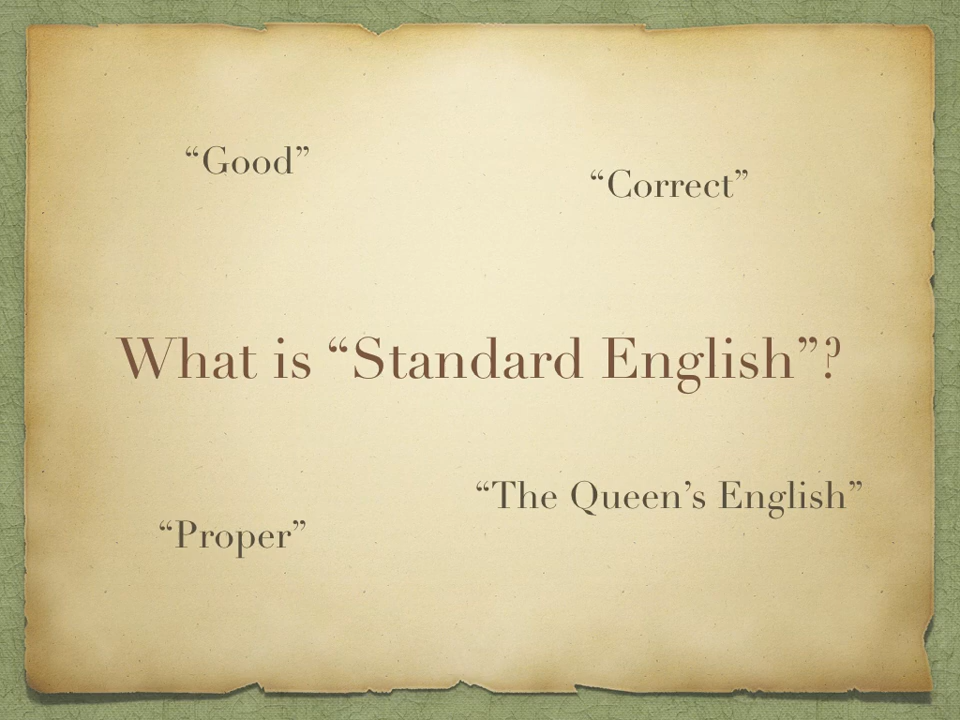 “Good”
“Correct”
What is “Standard English”?
“The Queen’s English”
“Proper”